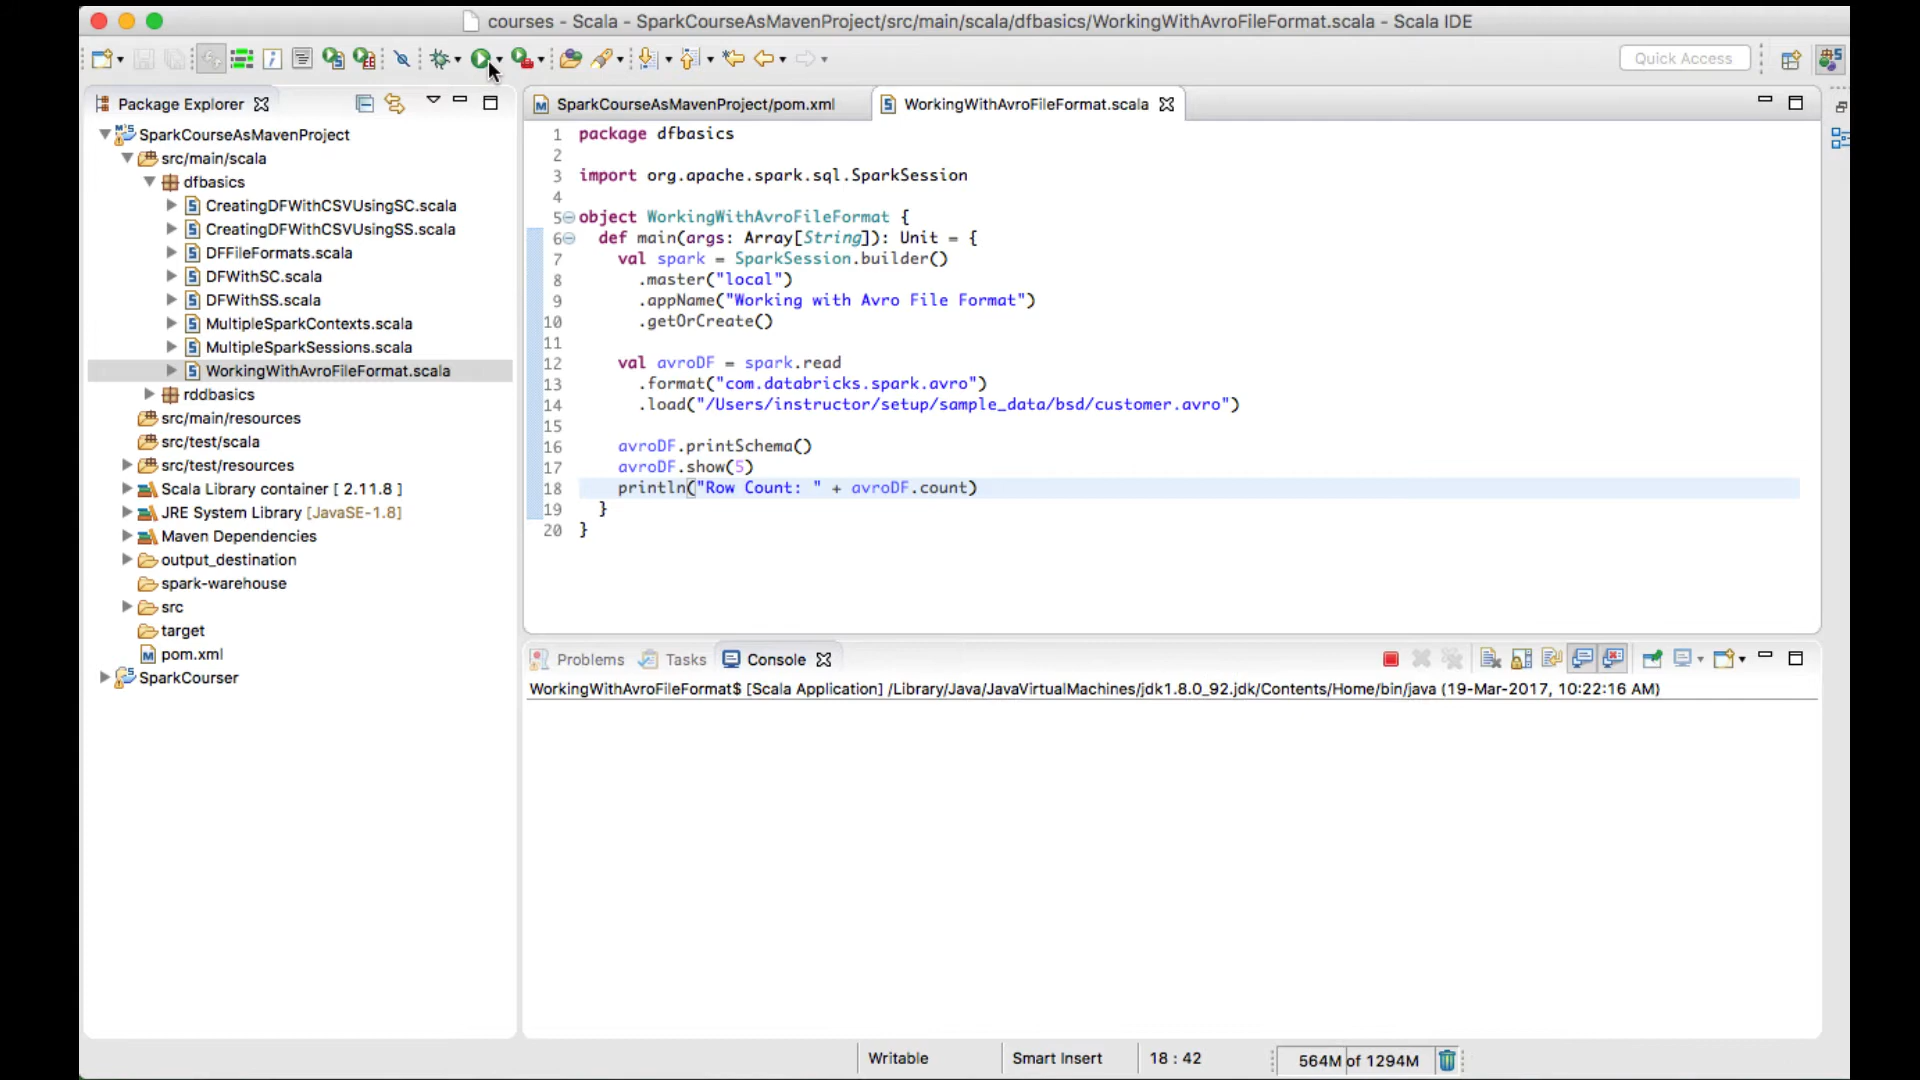 courses - Scala - SparkCourseAsMavenProject/src/main/scala/dfbasics/WorkingWithAvroFileFormat.scala - Scala IDE
Quick Access
Package Explorer
SparkCourseAsMavenProject
src/main/scala
dfbasics
CreatingDFWithCSVUsingSC.scala
CreatingDFWithCSVUsingSS.scala
DFFileFormats.scala
DFWithSC.scala
DFWithSS.scala
MultipleSparkContexts.scala
MultipleSparkSessions.scala
WorkingWithAvroFileFormat.scala
rddbasics
src/main/resources
src/test/scala
src/test/resources
Scala Library container [ 2.11.8 ]
JRE System Library [JavaSE-1.8]
Maven Dependencies
output_destination
spark-warehouse
src
target
pom.xml
SparkCourser
SparkCourseAsMavenProject/pom.xml
WorkingWithAvroFileFormat.scala
1 package dfbasics
2
3 import org.apache.spark.sql.SparkSession
4
5 object WorkingWithAvroFileFormat {
6 def main(args: Array[String]): Unit = {
7 val spark = SparkSession.builder()
8 .master("local")
9 .appName("Working with Avro File Format")
10 .getOrCreate()
11
12 val avroDF = spark.read
13 .format("com.databricks.spark.avro")
14 .load("/Users/instructor/setup/sample_data/bsd/customer.avro")
15
16 avroDF.printSchema()
17 avroDF.show(5)
18 println("Row Count: " + avroDF.count)
19 }
20 }
Problems
Tasks
Console
WorkingWithAvroFileFormat$ [Scala Application] /Library/Java/JavaVirtualMachines/jdk1.8.0_92.jdk/Contents/Home/bin/java (19-Mar-2017, 10:22:16 AM)
Writable
Smart Insert
18 : 42
564M of 1294M